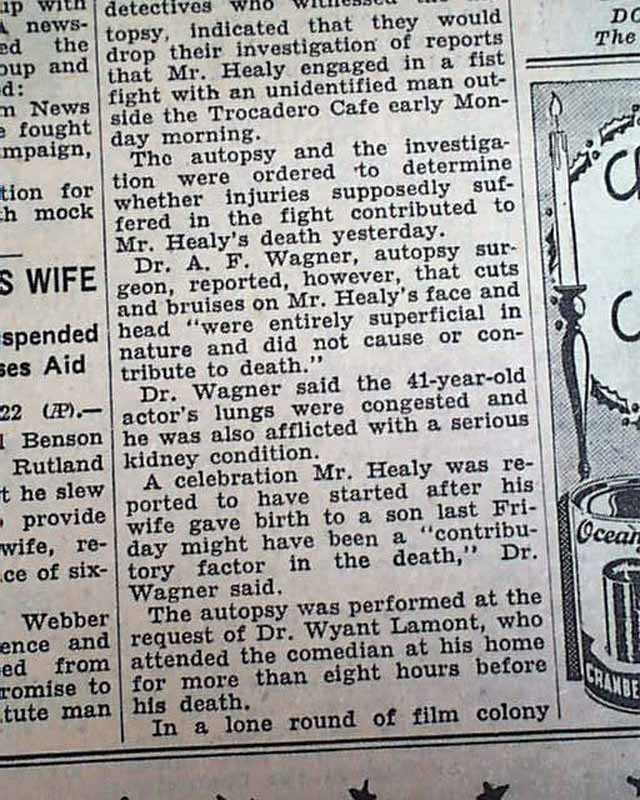 up with
news-
ed the
oup and
d:
m News
e fought
mpaign,
tion for
h mock
S WIFE
spended
ses Aid
22 (AP).—
l Benson
Rutland
t he slew
provide
wife, re-
ce of six-
Webber
ence and
ed from
romise to
tute man
detectives who witnessed the
topsy, indicated that they would
drop their investigation of reports
that Mr. Healy engaged in a fist
fight with an unidentified man out-
side the Trocadero Cafe early Mon-
day morning.
The autopsy and the investiga-
tion were ordered to determine
whether injuries supposedly suf-
fered in the fight contributed to
Mr. Healy's death yesterday.
Dr. A. F. Wagner, autopsy sur-
geon, reported, however, that cuts
and bruises on Mr. Healy's face and
head "were entirely superficial in
nature and did not cause or con-
tribute to death."
Dr. Wagner said the 41-year-old
actor's lungs were congested and
he was also afflicted with a serious
kidney condition.
A celebration Mr. Healy was re-
ported to have started after his
wife gave birth to a son last Fri-
day might have been a "contribu-
tory factor in the death," Dr.
Wagner said.
The autopsy was performed at the
request of Dr. Wyant Lamont, who
attended the comedian at his home
for more than eight hours before
his death.
In a lone round of film colony
DO
The
C
C
Ocean
CRANBE